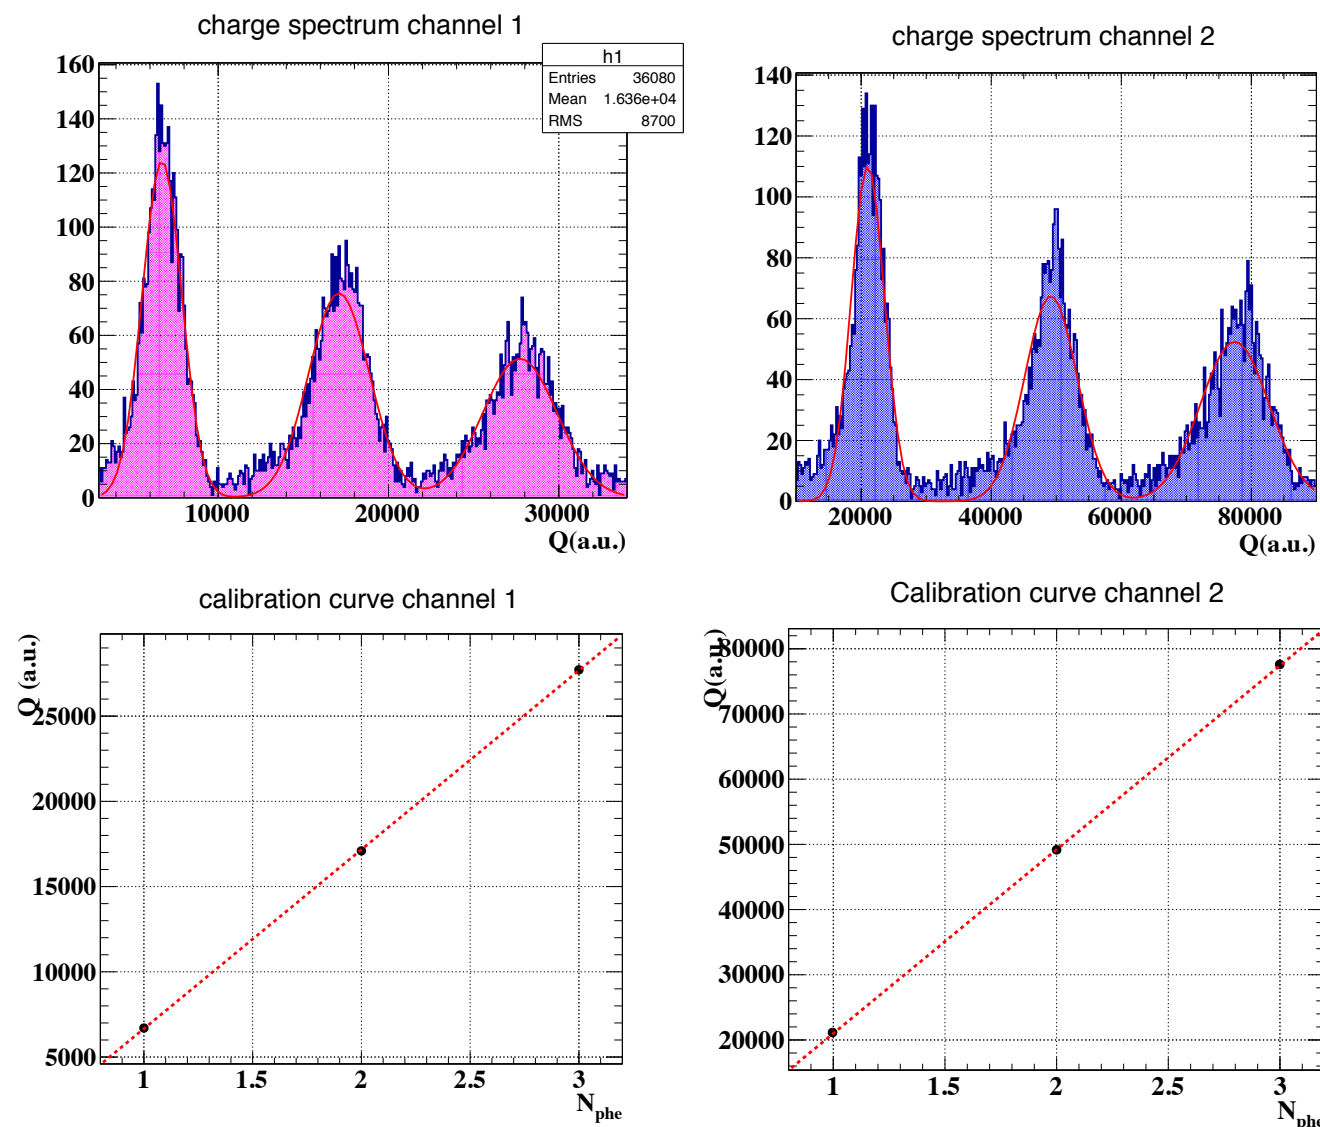 charge spectrum channel 1
h1
Entries 36080
Mean 1.636e+04
RMS 8700
160
140
120
100
80
60
40
20
0
10000 20000 30000
Q(a.u.)
charge spectrum channel 2
140
120
100
80
60
40
20
0
20000 40000 60000 80000
Q(a.u.)
calibration curve channel 1
Q (a.u.)
25000
20000
15000
10000
5000
1 1.5 2 2.5 3
N_phe
Calibration curve channel 2
Q(a.u.)
80000
70000
60000
50000
40000
30000
20000
1 1.5 2 2.5 3
N_phe